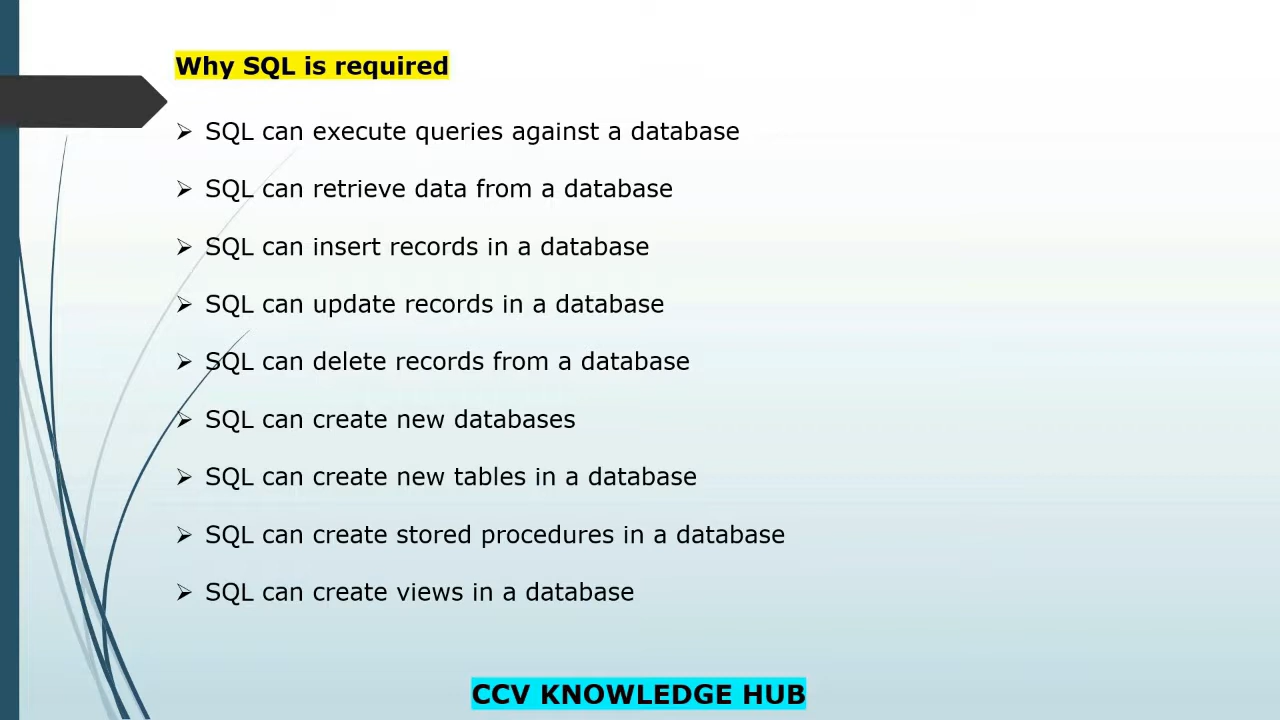 Why SQL is required
➢ SQL can execute queries against a database
➢ SQL can retrieve data from a database
➢ SQL can insert records in a database
➢ SQL can update records in a database
➢ SQL can delete records from a database
➢ SQL can create new databases
➢ SQL can create new tables in a database
➢ SQL can create stored procedures in a database
➢ SQL can create views in a database
CCV KNOWLEDGE HUB